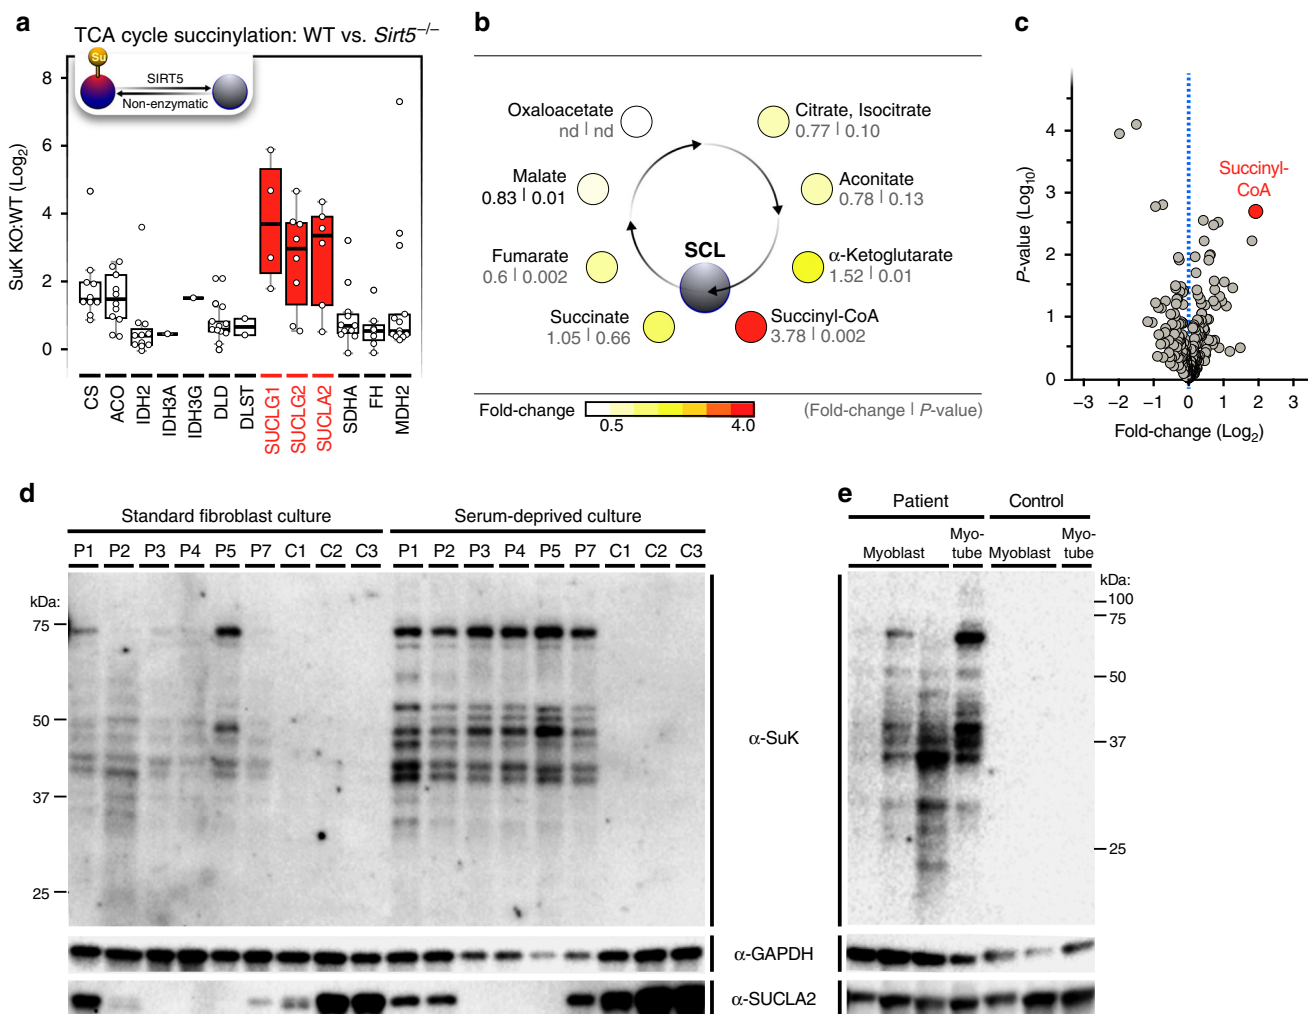 a
TCA cycle succinylation: WT vs. Sirt5–/–
Su
SIRT5
Non-enzymatic
SuK KO:WT (Log2)
8
6
4
2
0
CS
ACO
IDH2
IDH3A
IDH3G
DLD
DLST
SUCLG1
SUCLG2
SUCLA2
SDHA
FH
MDH2
b
Oxaloacetate
nd | nd
Citrate, Isocitrate
0.77 | 0.10
Malate
0.83 | 0.01
Aconitate
0.78 | 0.13
Fumarate
0.6 | 0.002
SCL
α-Ketoglutarate
1.52 | 0.01
Succinate
1.05 | 0.66
Succinyl-CoA
3.78 | 0.002
Fold-change
0.5
4.0
(Fold-change | P-value)
c
P-value (Log10)
4
3
2
1
0
Succinyl-
CoA
−3 −2 −1 0 1 2 3
Fold-change (Log2)
d
Standard fibroblast culture
Serum-deprived culture
P1 P2 P3 P4 P5 P7 C1 C2 C3 P1 P2 P3 P4 P5 P7 C1 C2 C3
kDa:
75
50
37
25
α-SuK
α-GAPDH
α-SUCLA2
e
Patient
Control
Myoblast
Myo-
tube
Myoblast
Myo-
tube
kDa:
100
75
50
37
25